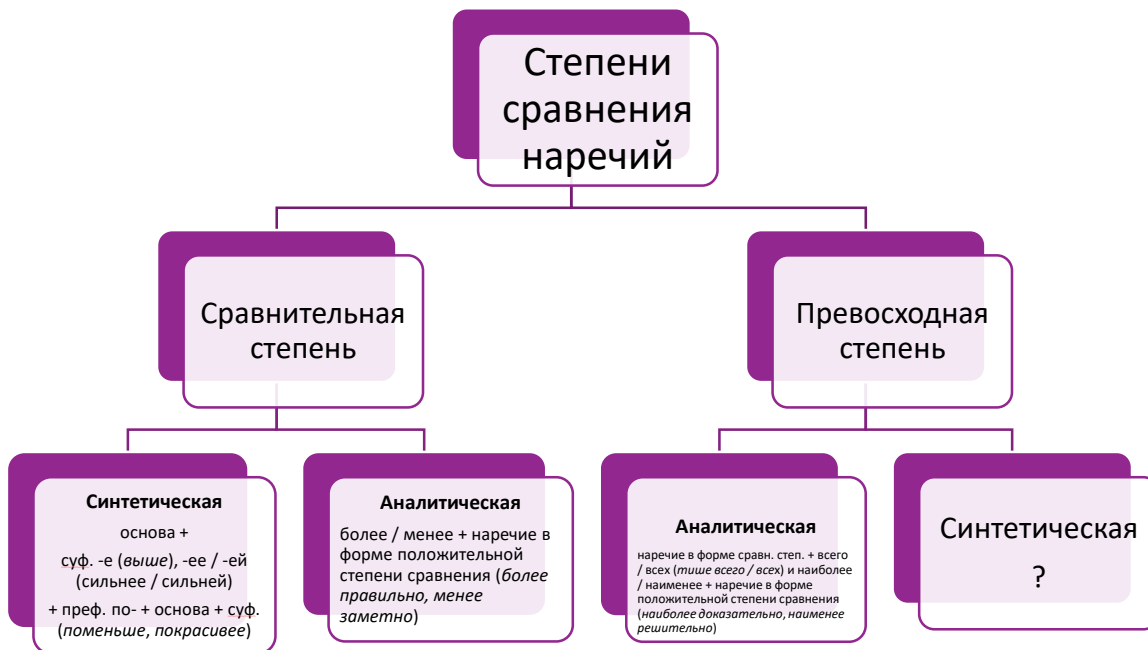 Степени
сравнения
наречий
Сравнительная
степень
Превосходная
степень
Синтетическая
основа +
суф. -е (выше), -ее / -ей
(сильнее / сильней)
+ преф. по- + основа + суф.
(поменьше, покрасивее)
Аналитическая
более / менее + наречие в
форме положительной
степени сравнения (более
правильно, менее
заметно)
Аналитическая
наречие в форме сравн. степ. + всего
/ всех (тише всего / всех) и наиболее
/ наименее + наречие в форме
положительной степени сравнения
(наиболее доказательно, наименее
решительно)
Синтетическая
?